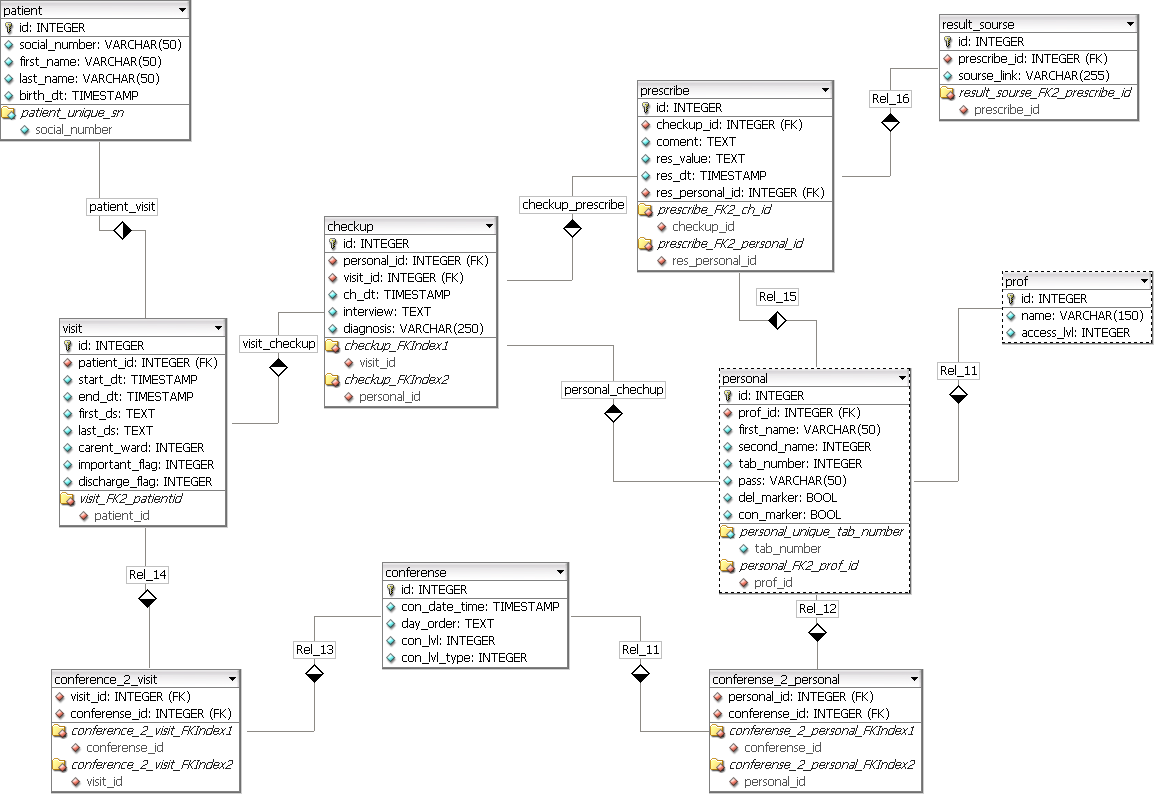 patient
id: INTEGER
social_number: VARCHAR(50)
first_name: VARCHAR(50)
last_name: VARCHAR(50)
birth_dt: TIMESTAMP
patient_unique_sn
social_number
result_sourse
id: INTEGER
prescribe_id: INTEGER (FK)
sourse_link: VARCHAR(255)
result_sourse_FK2_prescribe_id
prescribe_id
prescribe
id: INTEGER
checkup_id: INTEGER (FK)
coment: TEXT
res_value: TEXT
res_dt: TIMESTAMP
res_personal_id: INTEGER (FK)
prescribe_FK2_ch_id
checkup_id
prescribe_FK2_personal_id
res_personal_id
Rel_16
patient_visit
checkup_prescribe
checkup
id: INTEGER
personal_id: INTEGER (FK)
visit_id: INTEGER (FK)
ch_dt: TIMESTAMP
interview: TEXT
diagnosis: VARCHAR(250)
checkup_FKIndex1
visit_id
checkup_FKIndex2
personal_id
prof
id: INTEGER
name: VARCHAR(150)
access_lvl: INTEGER
Rel_15
visit
id: INTEGER
patient_id: INTEGER (FK)
start_dt: TIMESTAMP
end_dt: TIMESTAMP
first_ds: TEXT
last_ds: TEXT
carent_ward: INTEGER
important_flag: INTEGER
discharge_flag: INTEGER
visit_FK2_patientid
patient_id
visit_checkup
personal_chechup
Rel_11
personal
id: INTEGER
prof_id: INTEGER (FK)
first_name: VARCHAR(50)
second_name: INTEGER
tab_number: INTEGER
pass: VARCHAR(50)
del_marker: BOOL
con_marker: BOOL
personal_unique_tab_number
tab_number
personal_FK2_prof_id
prof_id
Rel_14
conferense
id: INTEGER
con_date_time: TIMESTAMP
day_order: TEXT
con_lvl: INTEGER
con_lvl_type: INTEGER
Rel_12
Rel_13
Rel_11
conference_2_visit
visit_id: INTEGER (FK)
conferense_id: INTEGER (FK)
conference_2_visit_FKIndex1
conferense_id
conference_2_visit_FKIndex2
visit_id
conferense_2_personal
personal_id: INTEGER (FK)
conferense_id: INTEGER (FK)
conferense_2_personal_FKIndex1
conferense_id
conferense_2_personal_FKIndex2
personal_id